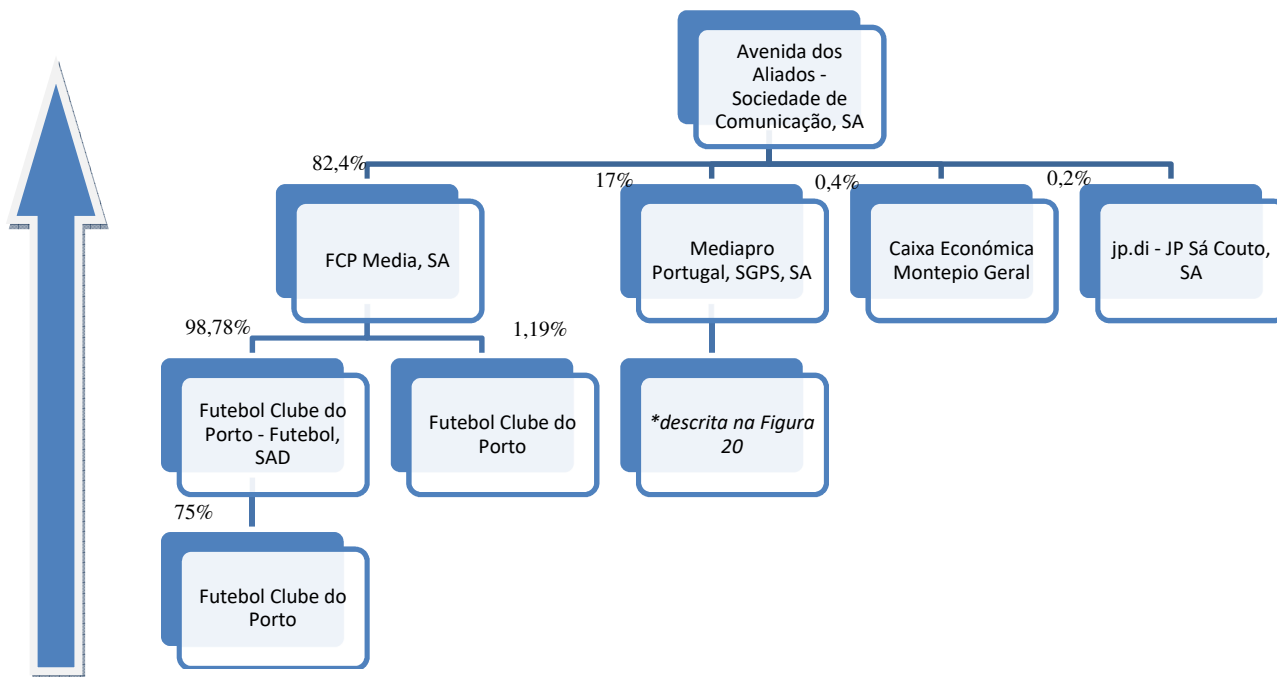 Avenida dos
Aliados -
Sociedade de
Comunicação, SA
82,4%
17%
0,4%
0,2%
FCP Media, SA
Mediapro
Portugal, SGPS, SA
Caixa Económica
Montepio Geral
jp.di - JP Sá Couto,
SA
98,78%
1,19%
Futebol Clube do
Porto - Futebol,
SAD
Futebol Clube do
Porto
*descrita na Figura
20
75%
Futebol Clube do
Porto